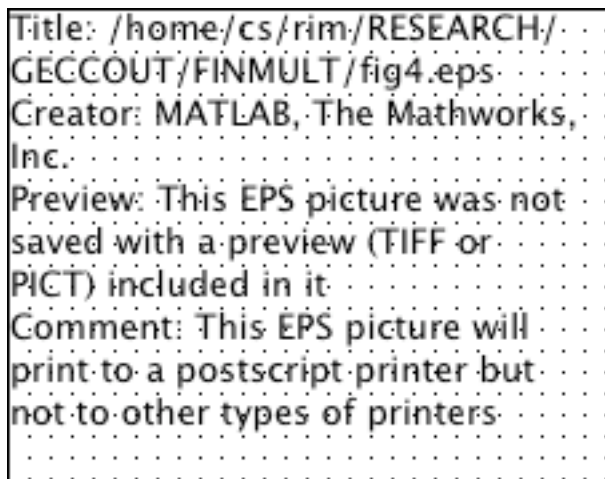 Title: /home/cs/rim/RESEARCH/
GECCOUT/FINMULT/fig4.eps
Creator: MATLAB, The Mathworks,
Inc.
Preview: This EPS picture was not
saved with a preview (TIFF or
PICT) included in it
Comment: This EPS picture will
print to a postscript printer but
not to other types of printers